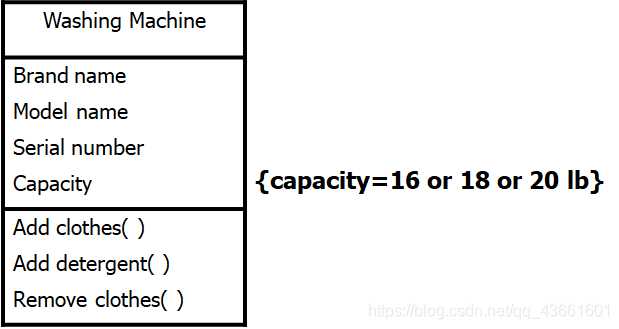 Washing Machine
Brand name
Model name
Serial number
Capacity
{capacity=16 or 18 or 20 lb}
Add clothes( )
Add detergent( )
Remove clothes( )
https://blog.csdn.net/qq_43661601